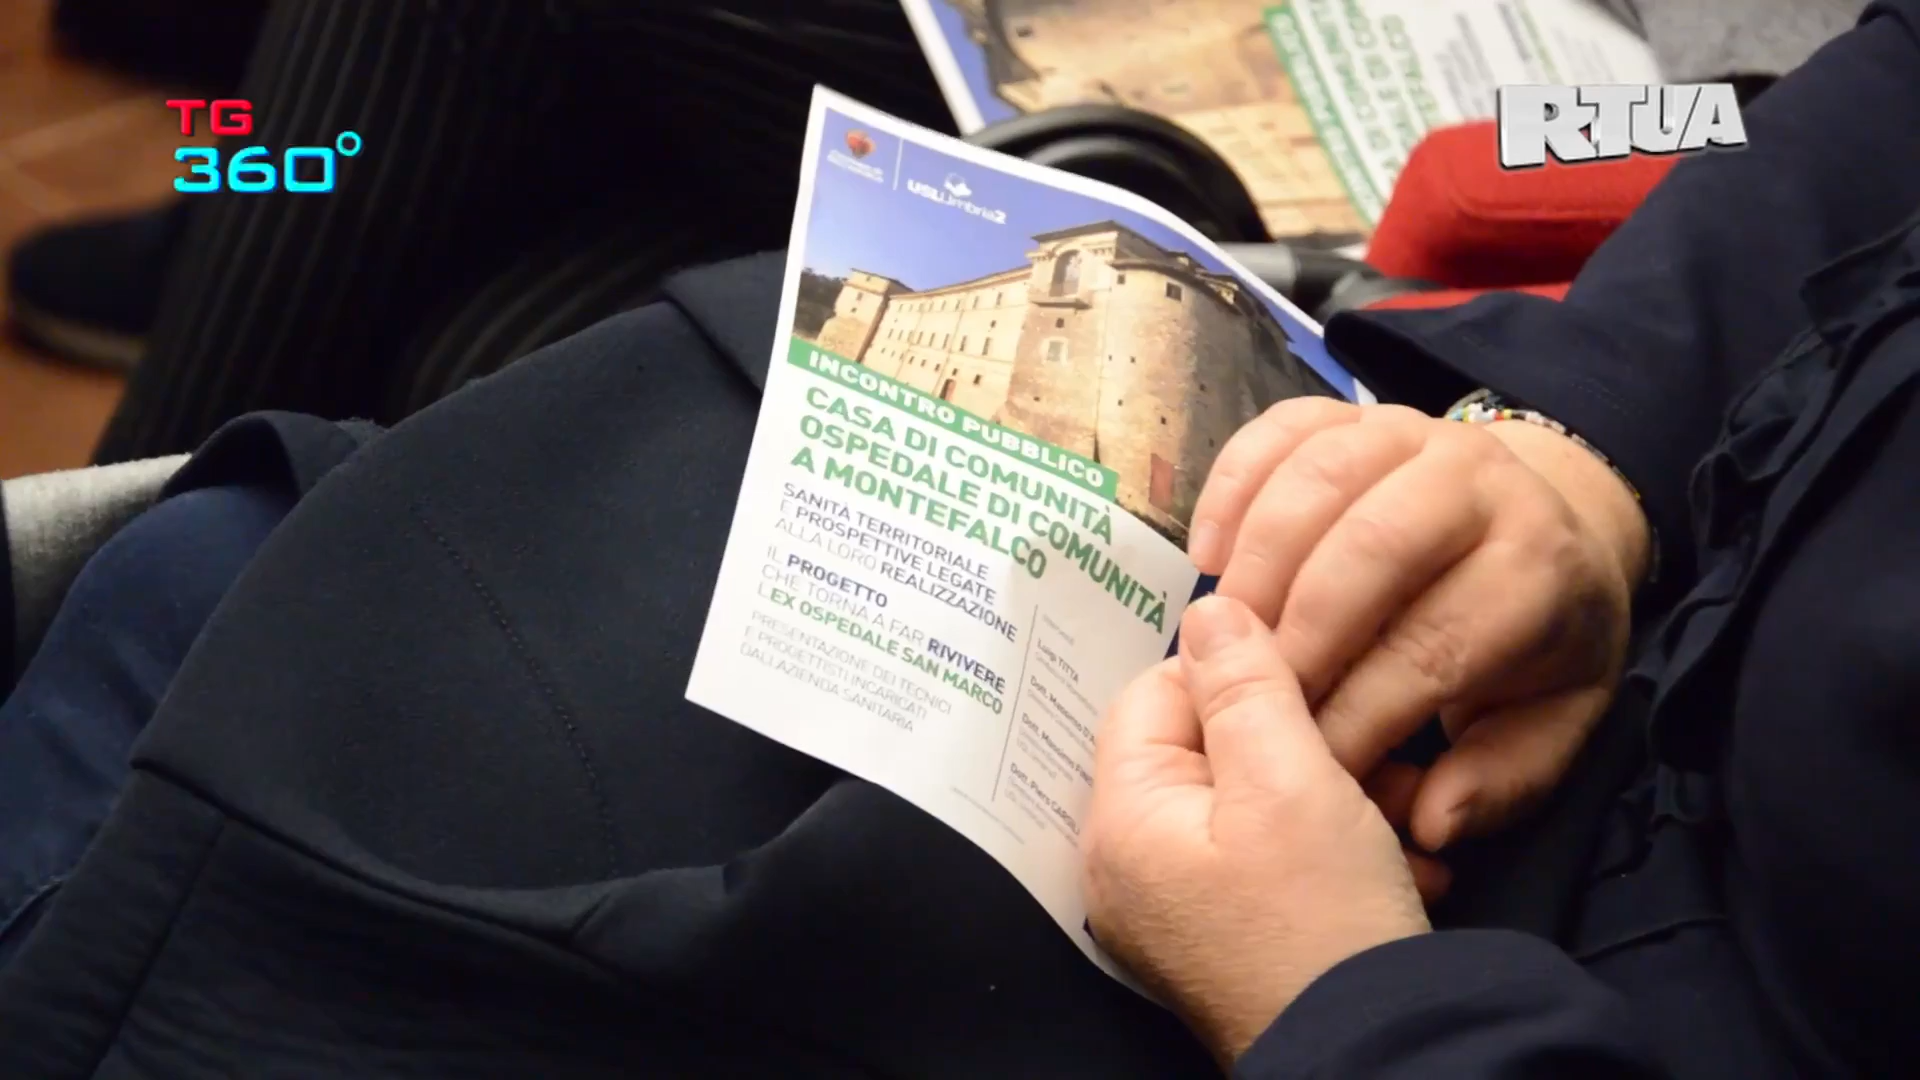 TG
360°
RTUA
USLUmbria2
INCONTRO PUBBLICO
CASA DI COMUNITÀ
OSPEDALE DI COMUNITÀ
A MONTEFALCO
SANITÀ TERRITORIALE
E PROSPETTIVE LEGATE
ALLA LORO REALIZZAZIONE
IL PROGETTO
CHE TORNA A FAR RIVIVERE
L'EX OSPEDALE SAN MARCO
PRESENTAZIONE DEI TECNICI
E PROGETTISTI INCARICATI
DALL'AZIENDA SANITARIA
Luigi TITTA
Dott. Massimo
Dott. Massimo
Dott. Piero